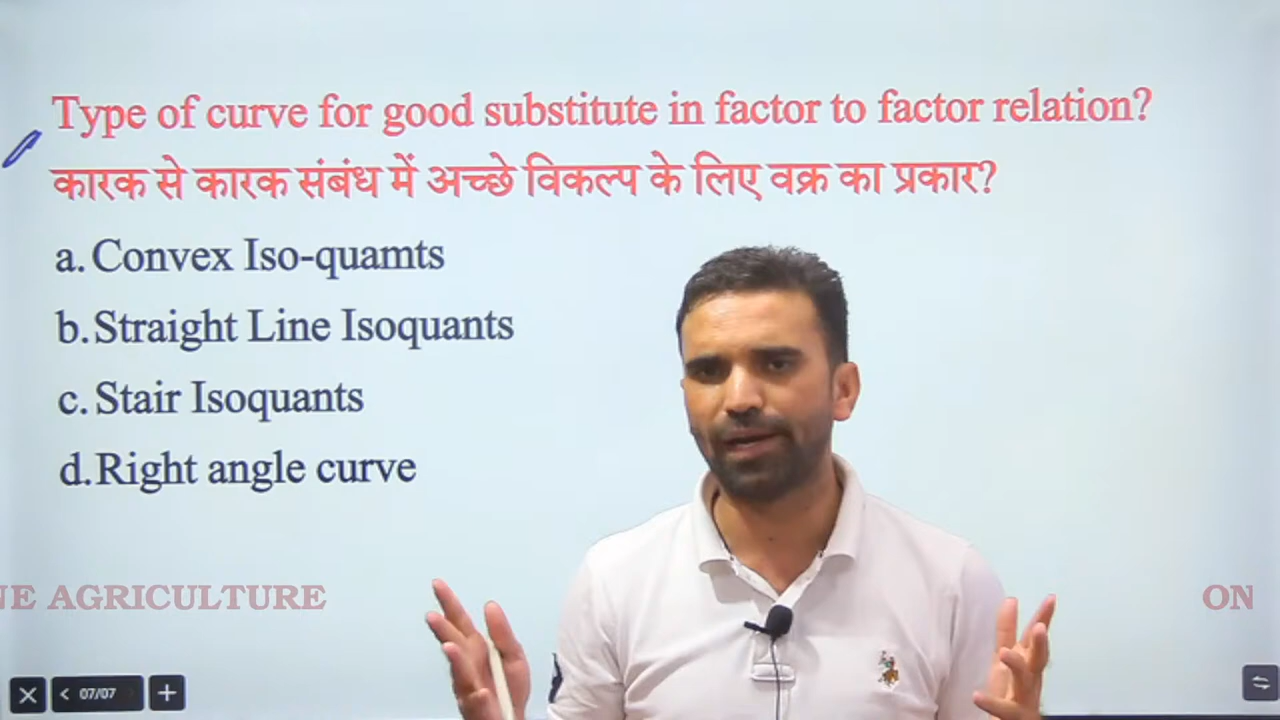 Type of curve for good substitute in factor to factor relation?
कारक से कारक संबंध में अच्छे विकल्प के लिए वक्र का प्रकार?
a. Convex Iso-quamts
b. Straight Line Isoquants
c. Stair Isoquants
d. Right angle curve
NE AGRICULTURE
ON
07/07